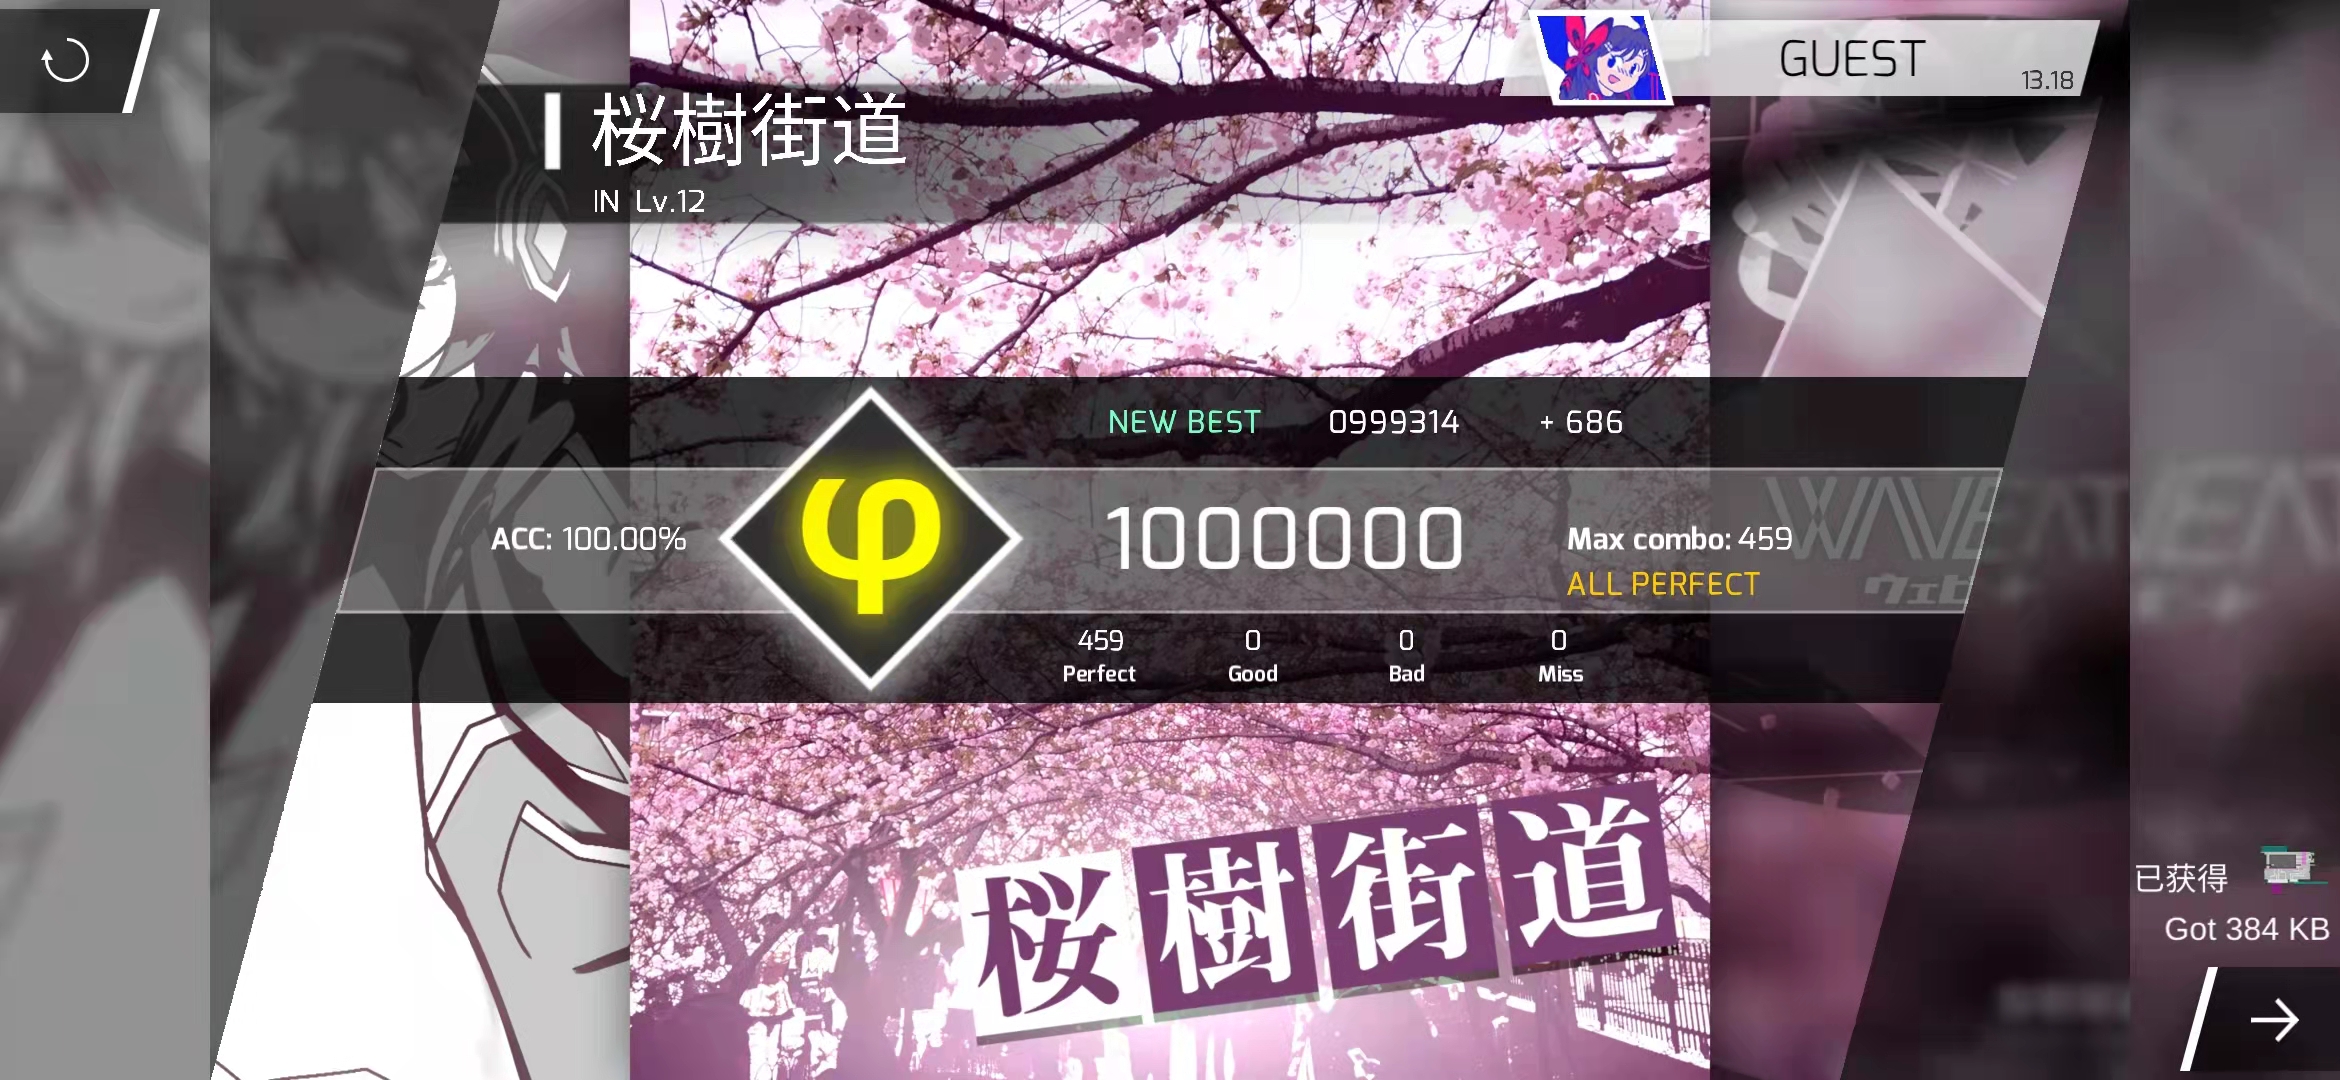 GUEST
13.18
桜樹街道
IN Lv.12
NEW BEST 0999314 + 686
ACC: 100.00%
φ
1000000
Max combo: 459
ALL PERFECT
459 0 0 0
Perfect Good Bad Miss
桜樹街道
已获得
Got 384 KB